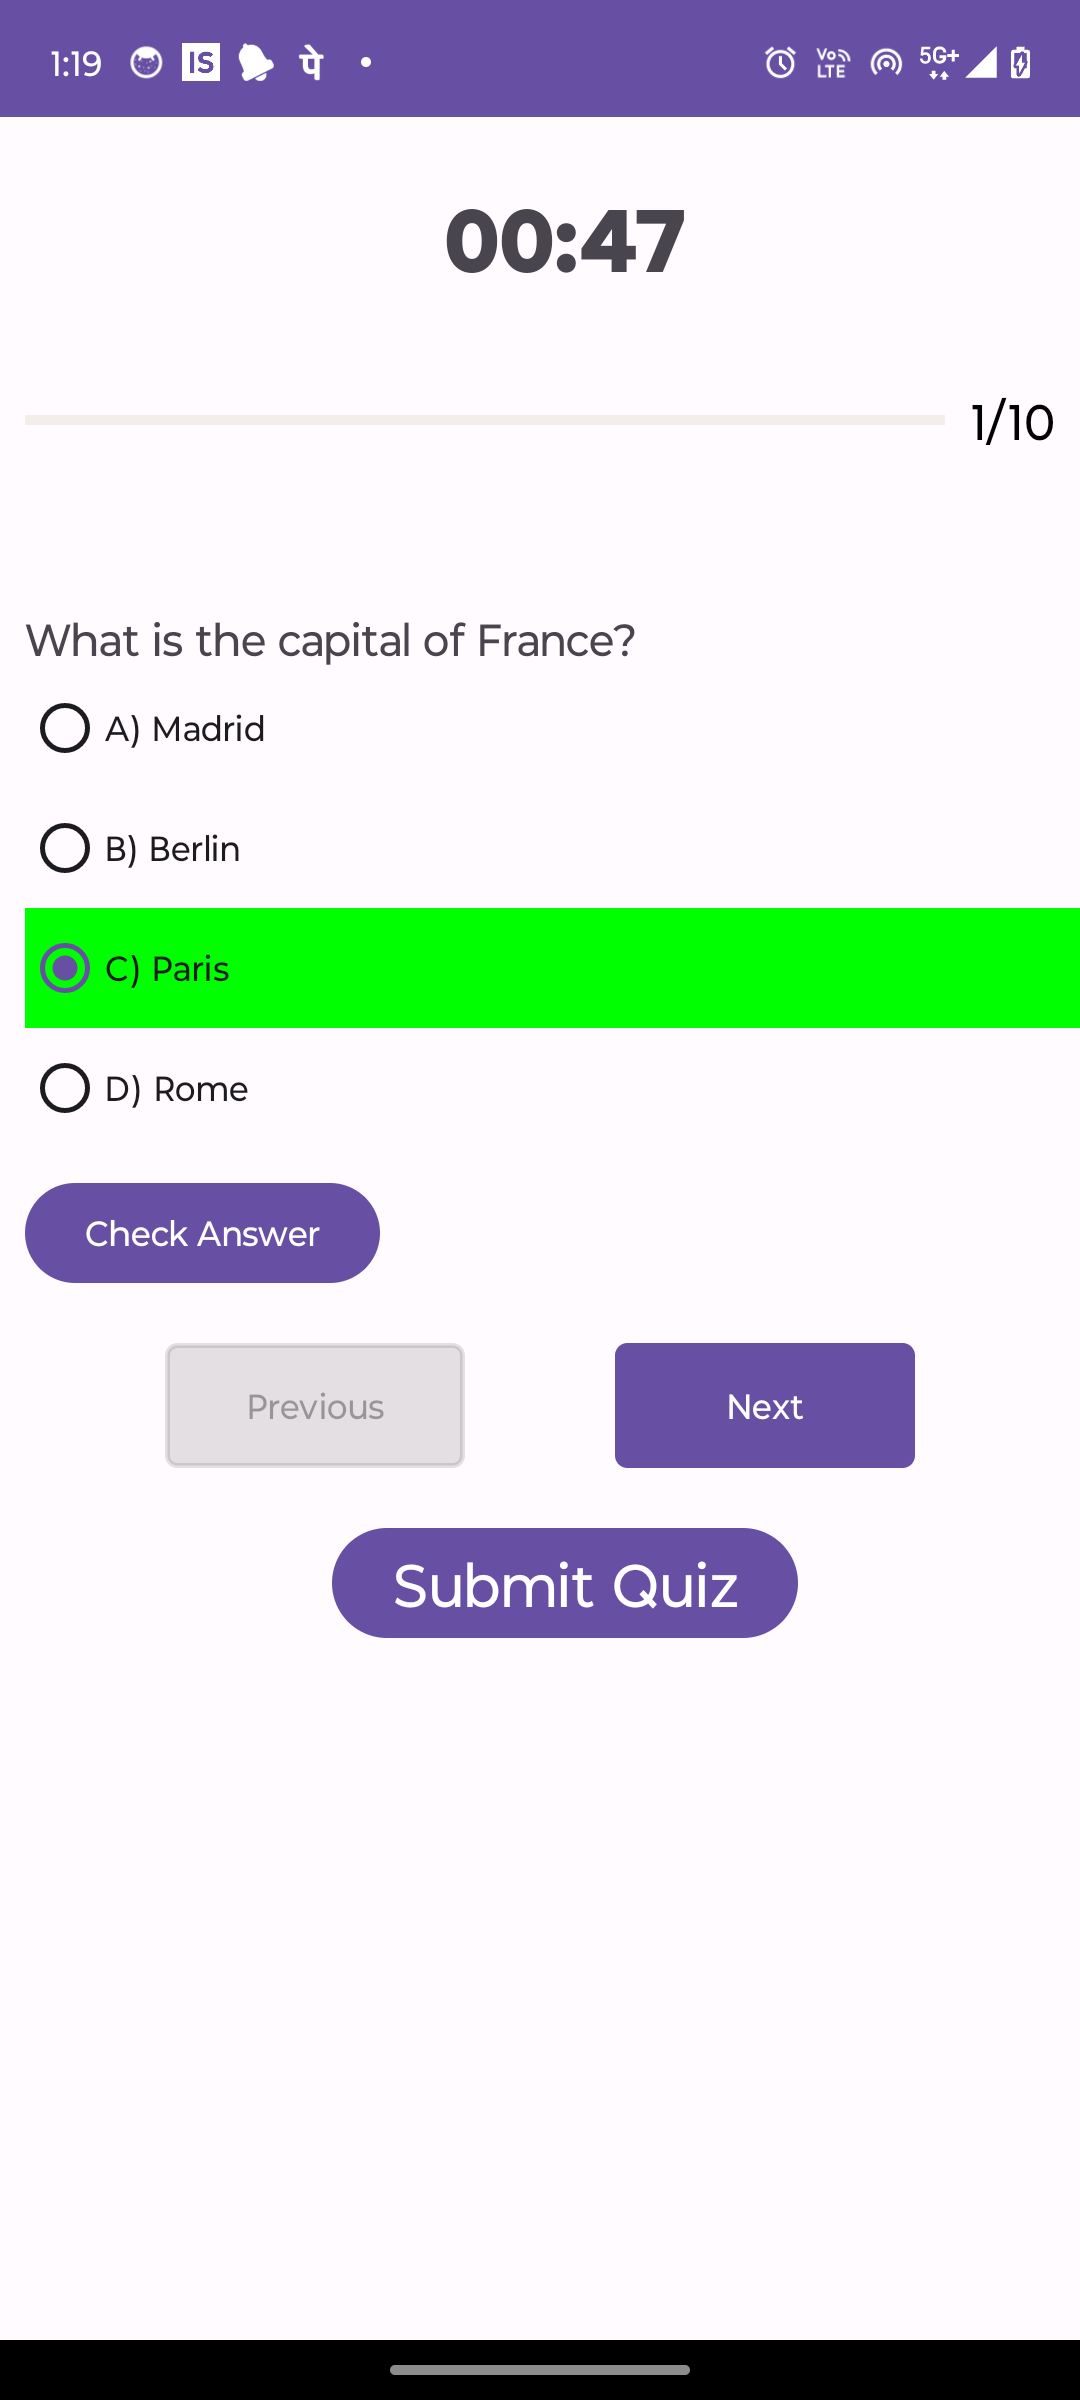 1:19 IS पे Vo LTE 5G+
00:47
1/10
What is the capital of France?
A) Madrid
B) Berlin
C) Paris
D) Rome
Check Answer
Previous Next
Submit Quiz